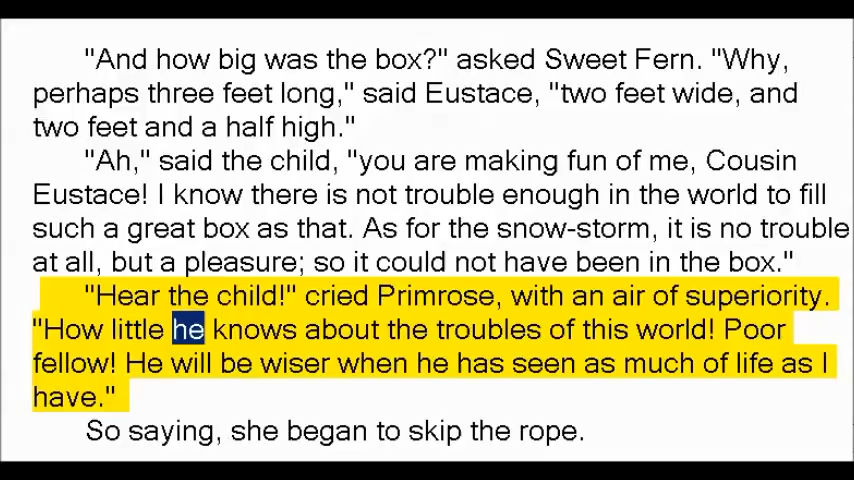 "And how big was the box?" asked Sweet Fern. "Why,
perhaps three feet long," said Eustace, "two feet wide, and
two feet and a half high."
"Ah," said the child, "you are making fun of me, Cousin
Eustace! I know there is not trouble enough in the world to fill
such a great box as that. As for the snow-storm, it is no trouble
at all, but a pleasure; so it could not have been in the box."
"Hear the child!" cried Primrose, with an air of superiority.
"How little he knows about the troubles of this world! Poor
fellow! He will be wiser when he has seen as much of life as I
have."
So saying, she began to skip the rope.